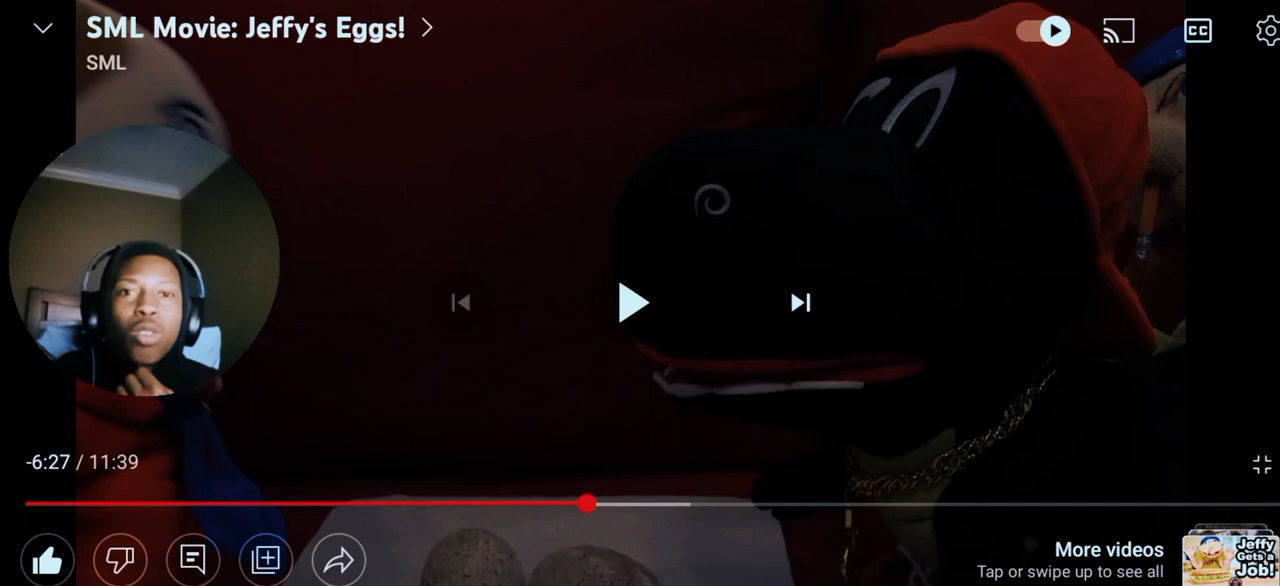 SML Movie: Jeffy's Eggs!
SML
CC
-6:27 / 11:39
More videos
Tap or swipe up to see all
Jeffy
Gets a
Job!